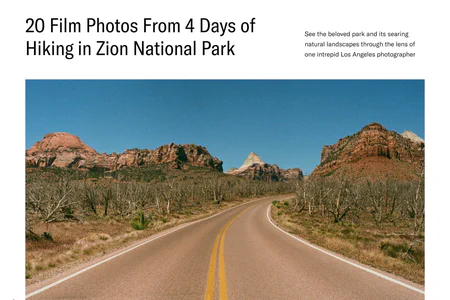 20 Film Photos From 4 Days of
Hiking in Zion National Park
See the beloved park and its searing
natural landscapes through the lens of
one intrepid Los Angeles photographer